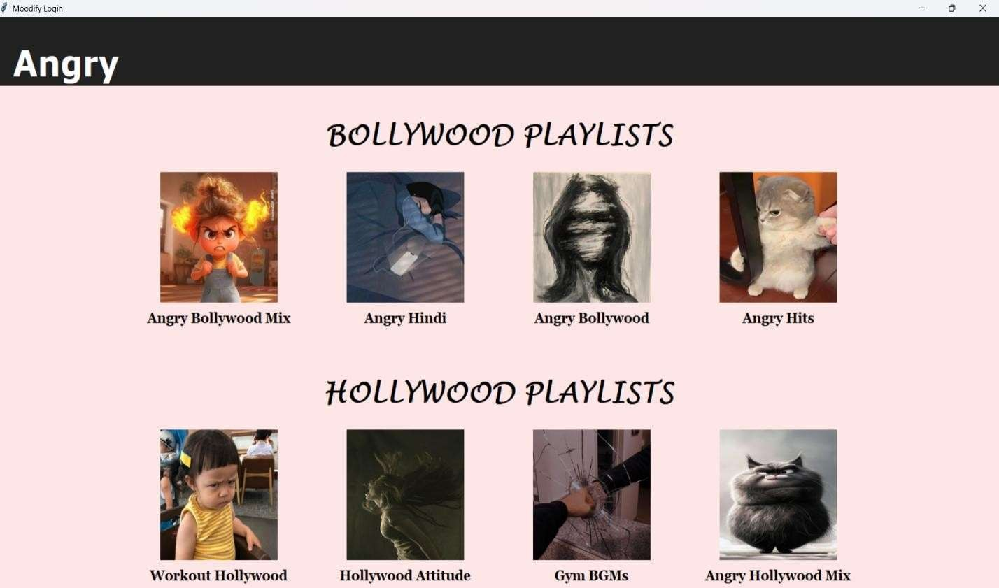 Moodify Login
Angry
BOLLYWOOD PLAYLISTS
Angry Bollywood Mix
Angry Hindi
Angry Bollywood
Angry Hits
HOLLYWOOD PLAYLISTS
Workout Hollywood
Hollywood Attitude
Gym BGMs
Angry Hollywood Mix